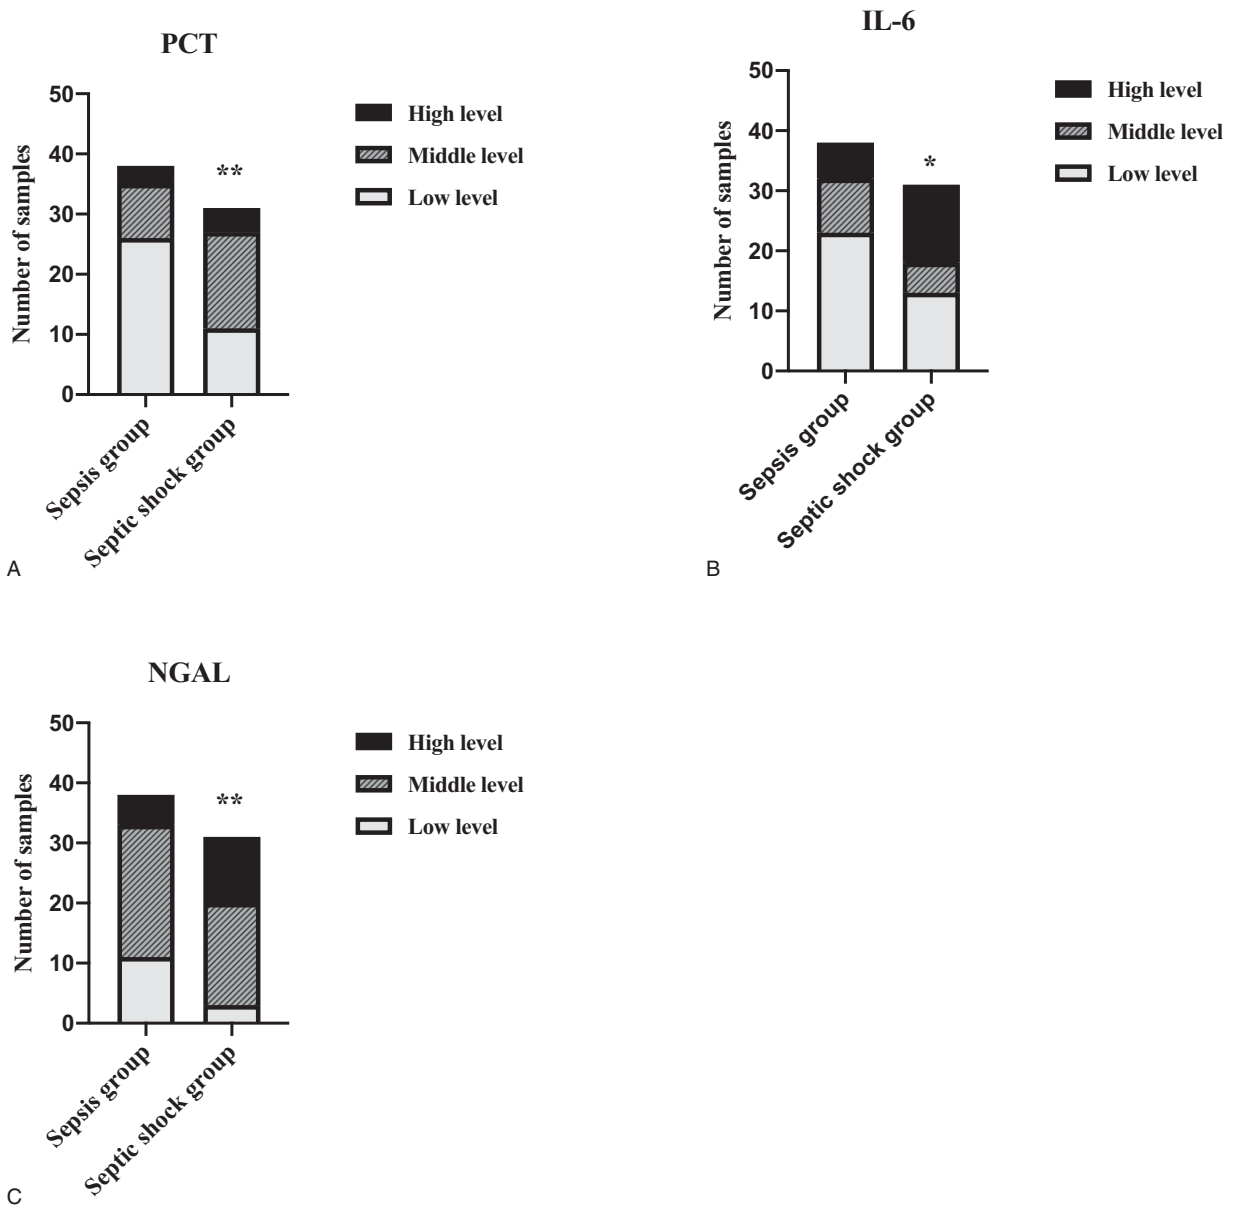 PCT
50
40
30
20
10
0
Number of samples
**
High level
Middle level
Low level
Sepsis group
Septic shock group
A
IL-6
50
40
30
20
10
0
Number of samples
*
High level
Middle level
Low level
Sepsis group
Septic shock group
B
NGAL
50
40
30
20
10
0
Number of samples
**
High level
Middle level
Low level
Sepsis group
Septic shock group
C